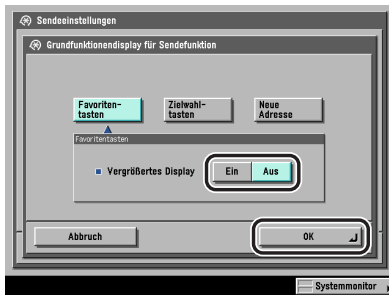 Sendeeinstellungen
Grundfunktionendisplay für Sendefunktion
Favoriten-
tasten
Zielwahl-
tasten
Neue
Adresse
Favoritentasten
Vergrößertes Display
Ein
Aus
Abbruch
OK
Systemmonitor